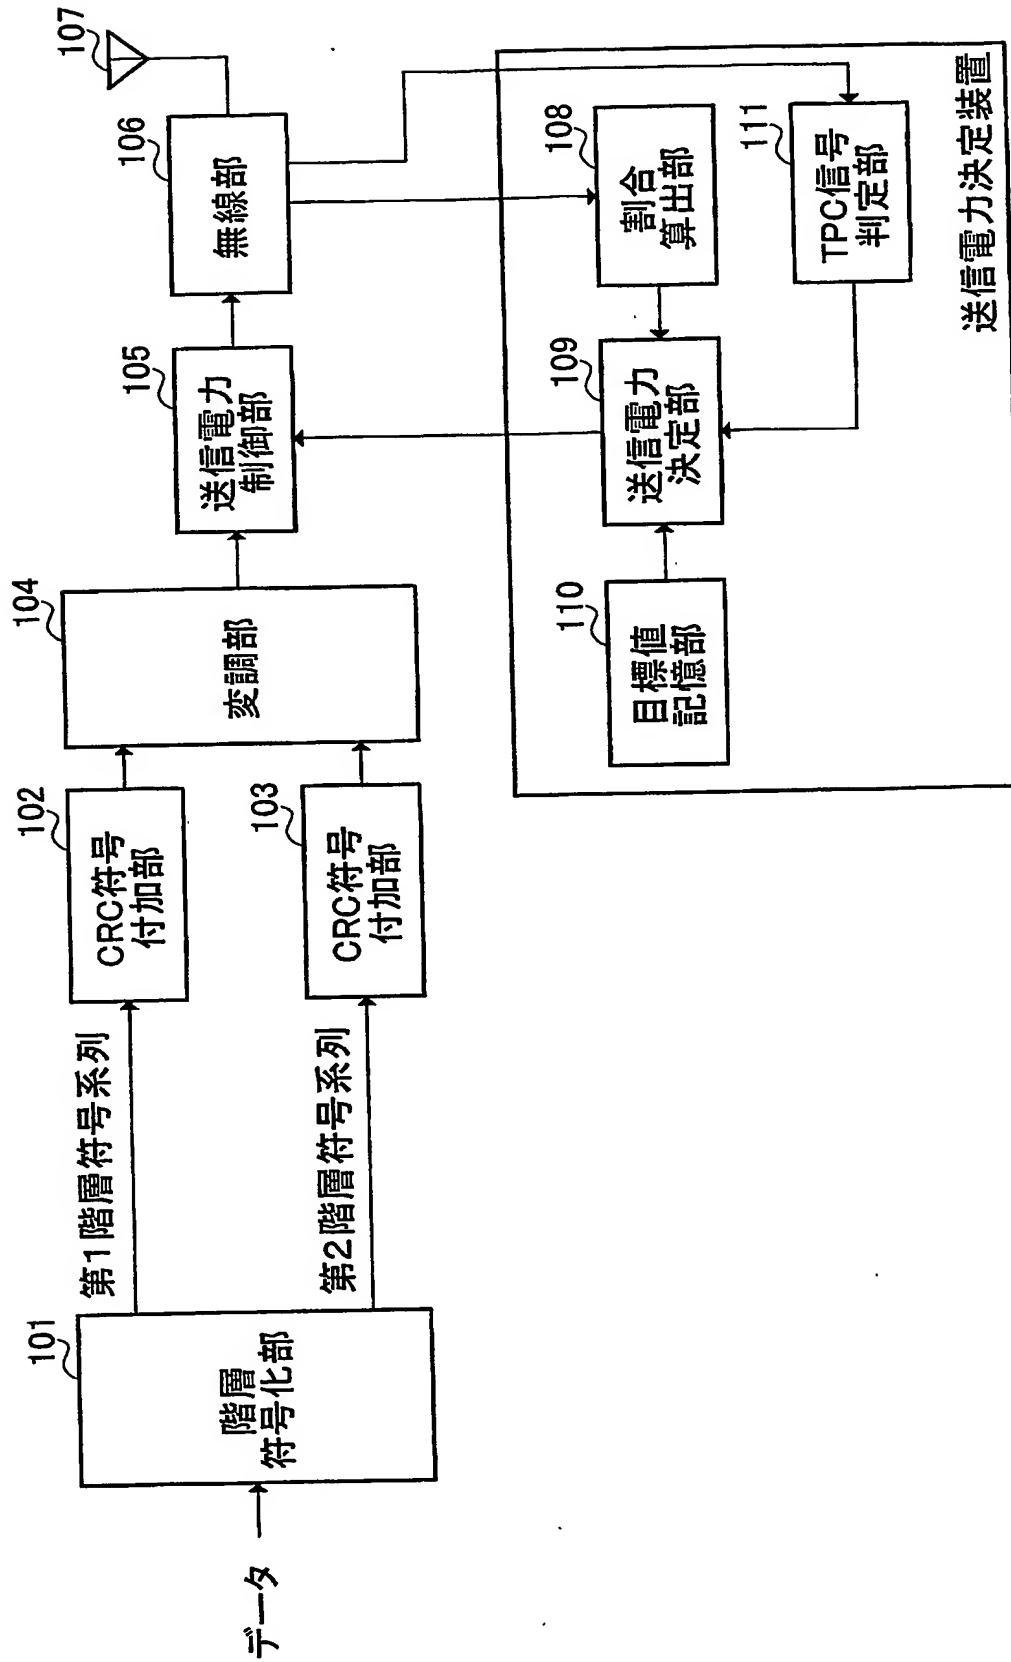 データ
101
階層
符号化部
第1階層符号系列
第2階層符号系列
102
CRC符号
付加部
103
CRC符号
付加部
104
変調部
105
送信電力
制御部
106
無線部
107
108
割合
算出部
109
送信電力
決定部
110
目標値
記憶部
111
TPC信号
判定部
送信電力決定装置